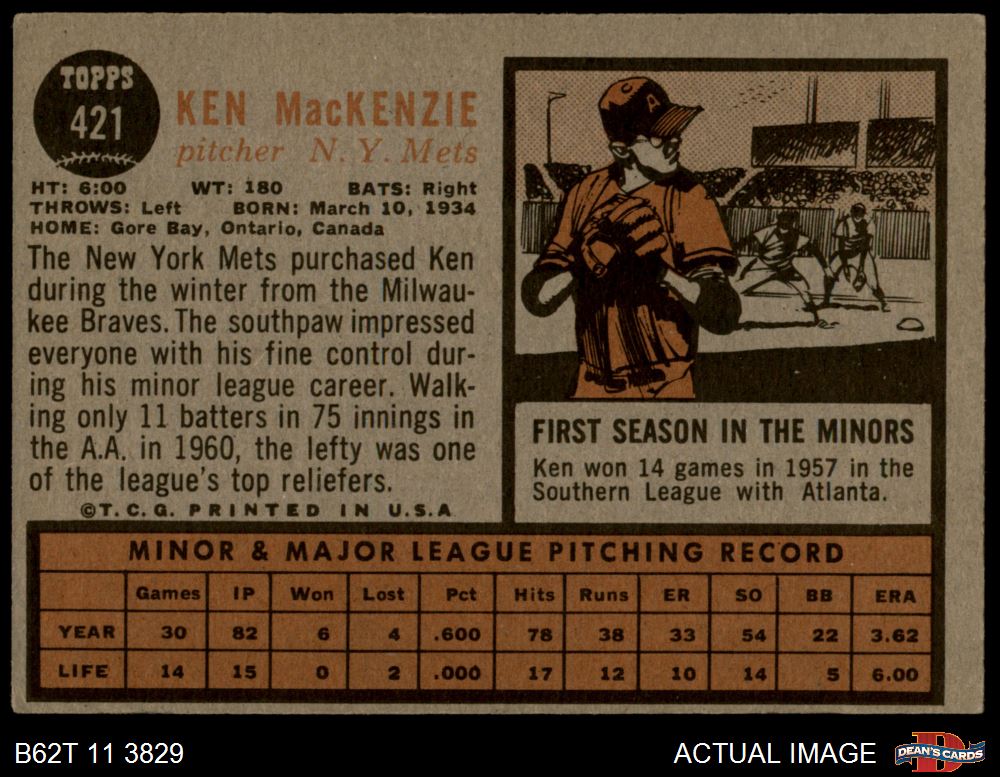 TOPPS
421
KEN MacKENZIE
pitcher N. Y. Mets
HT: 6:00 WT: 180 BATS: Right
THROWS: Left BORN: March 10, 1934
HOME: Gore Bay, Ontario, Canada
The New York Mets purchased Ken
during the winter from the Milwau-
kee Braves. The southpaw impressed
everyone with his fine control dur-
ing his minor league career. Walk-
ing only 11 batters in 75 innings in
the A.A. in 1960, the lefty was one
of the league's top reliefers.
©T. C. G. PRINTED IN U.S.A
C A
FIRST SEASON IN THE MINORS
Ken won 14 games in 1957 in the
Southern League with Atlanta.
MINOR & MAJOR LEAGUE PITCHING RECORD
Games IP Won Lost Pct Hits Runs ER SO BB ERA
YEAR 30 82 6 4 .600 78 38 33 54 22 3.62
LIFE 14 15 0 2 .000 17 12 10 14 5 6.00
B62T 11 3829
ACTUAL IMAGE
D
DEAN'S CARDS